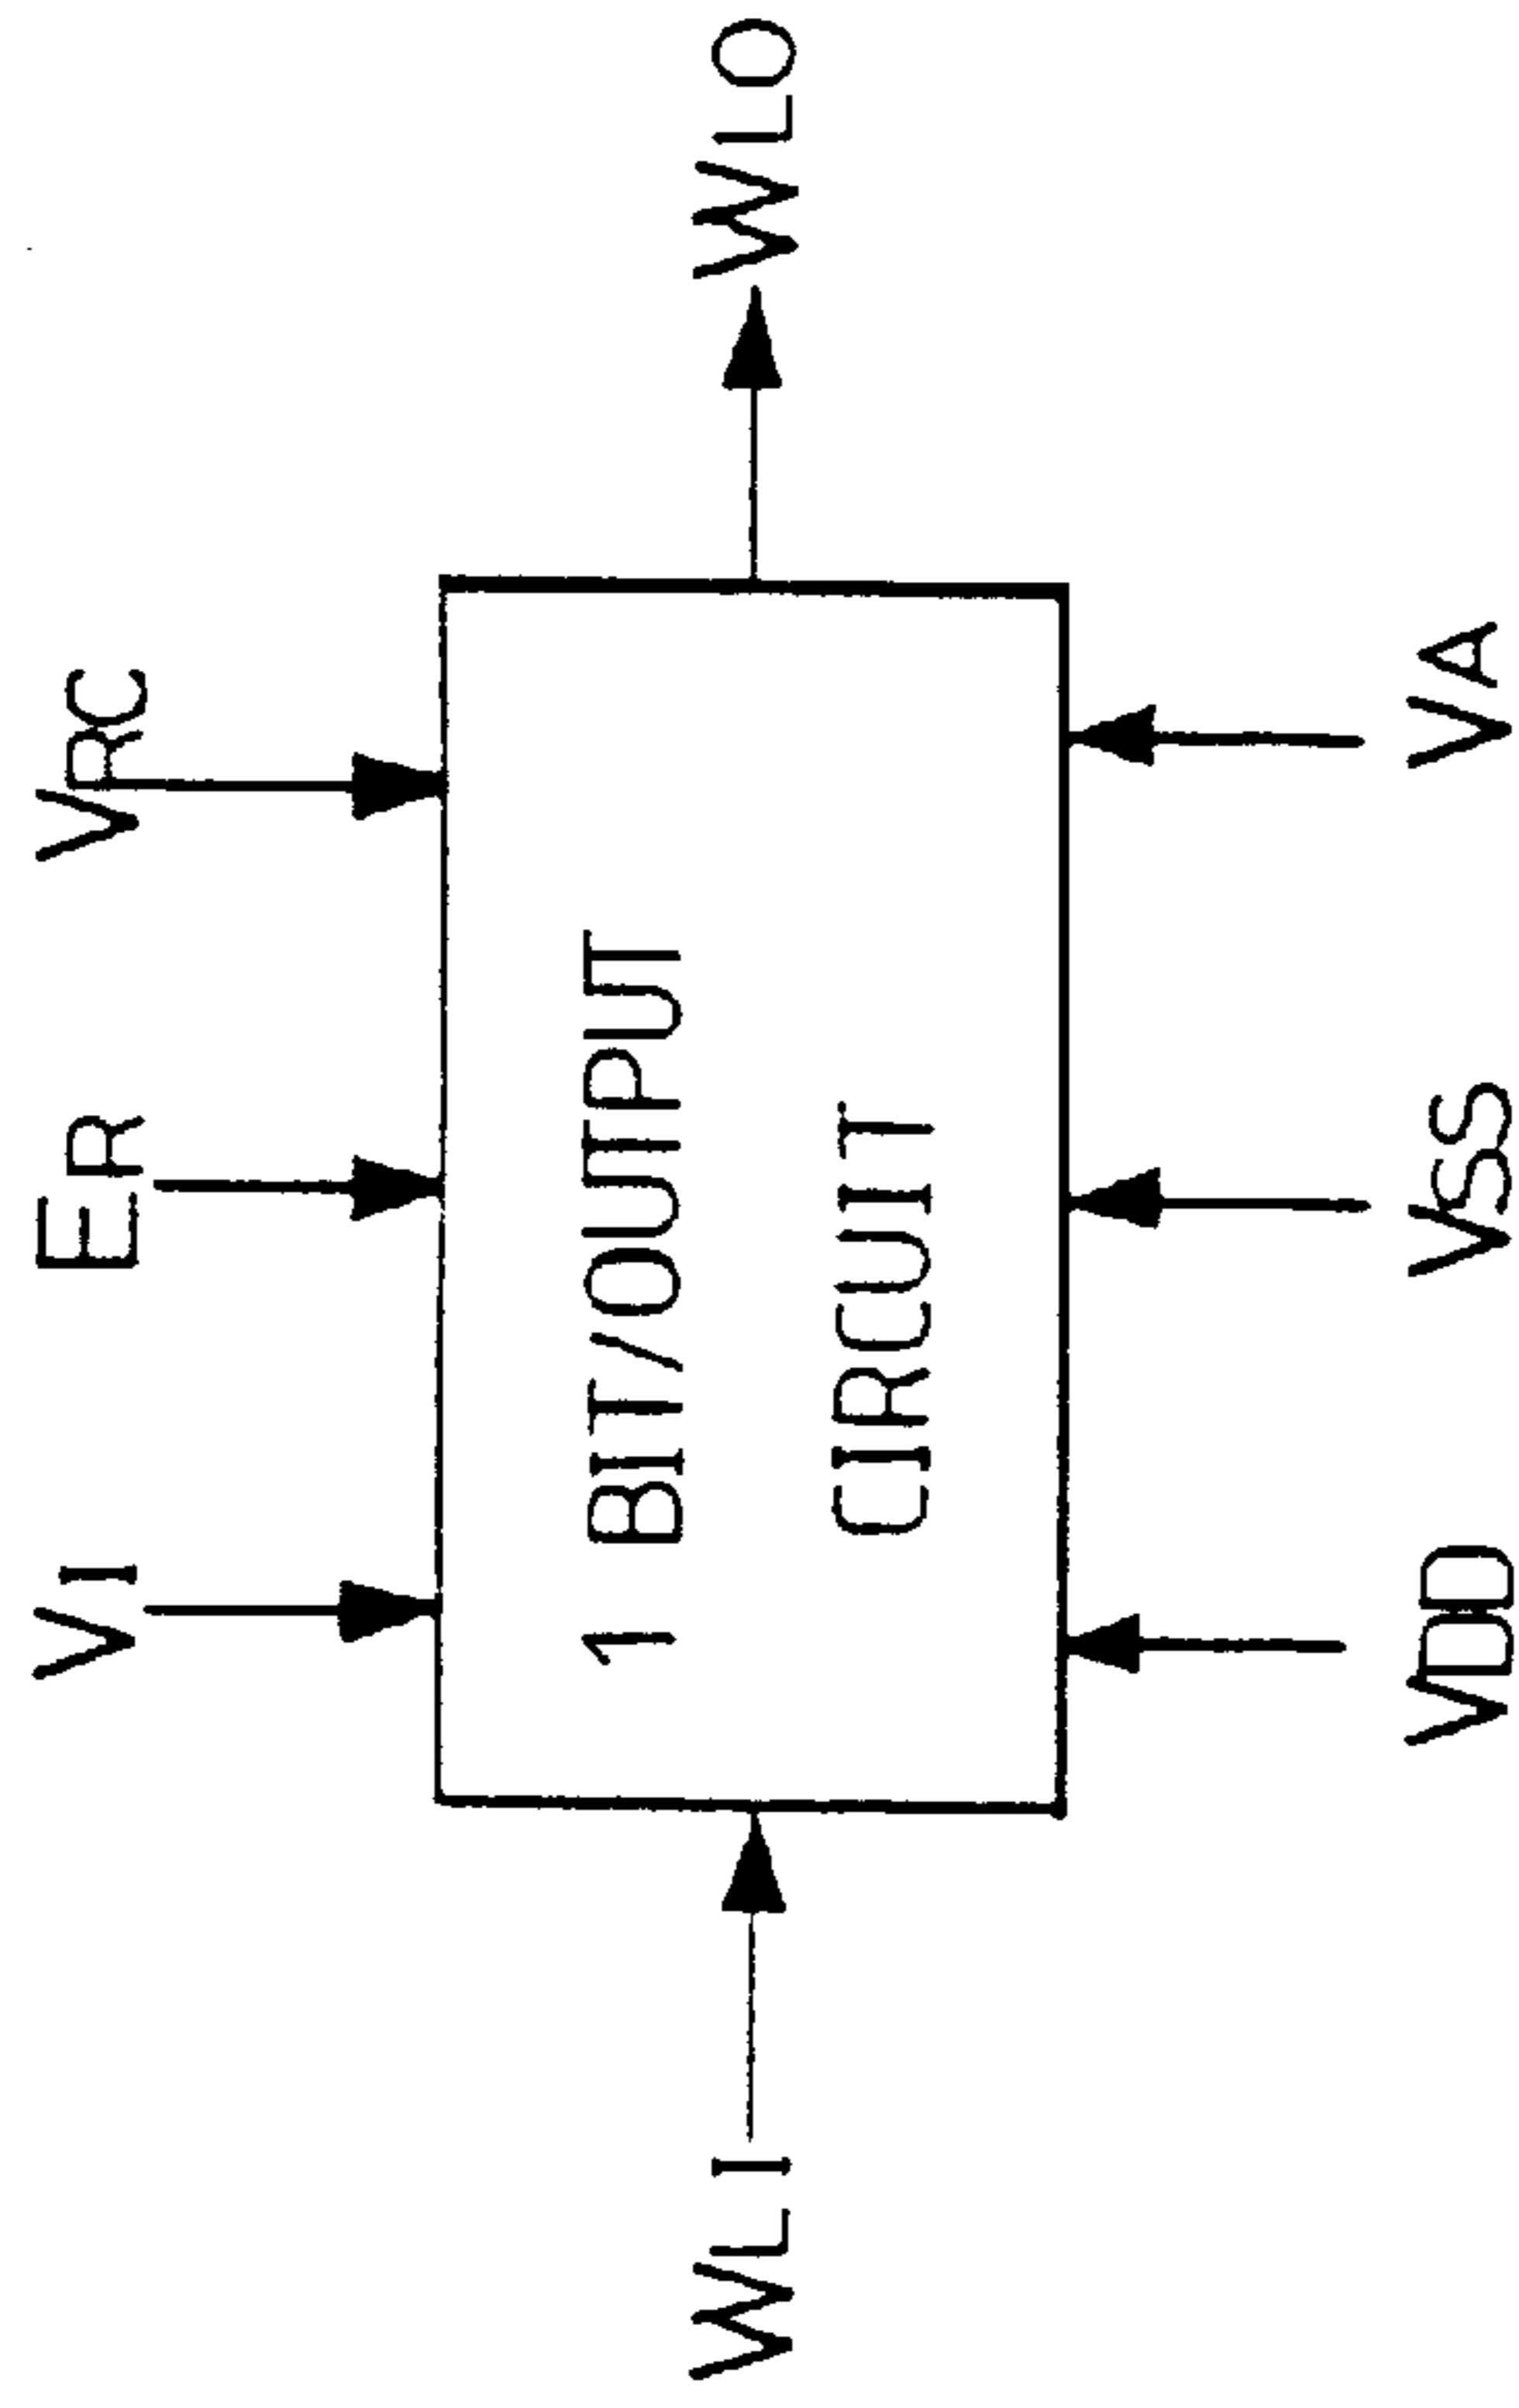 VI
ER
VRC
WLI
1 BIT/OUTPUT
CIRCUIT
WLO
VDD
VSS
VA